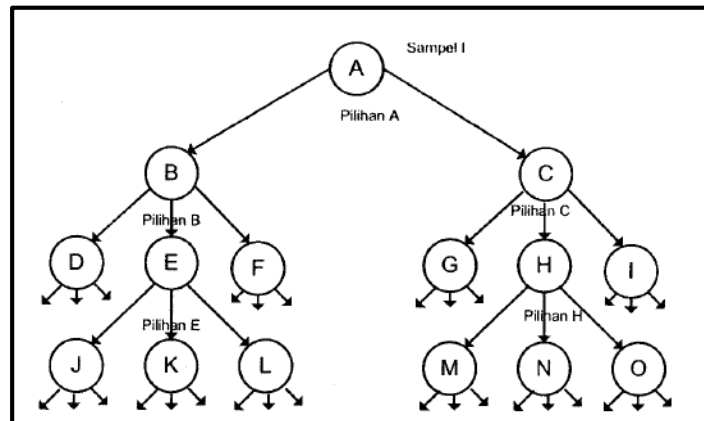 Sampel I
A
Pilihan A
B
C
Pilihan B
Pilihan C
D
E
F
G
H
I
Pilihan E
Pilihan H
J
K
L
M
N
O